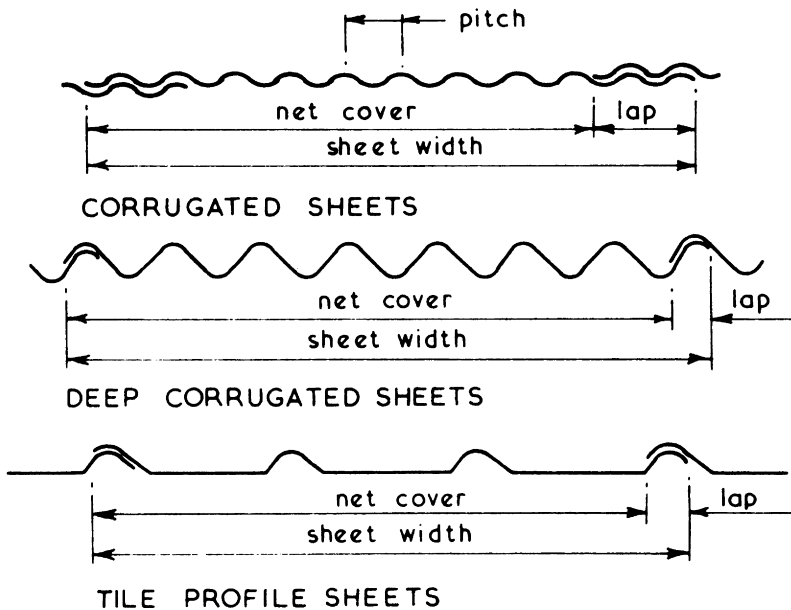 pitch
net cover lap
sheet width
CORRUGATED SHEETS
net cover lap
sheet width
DEEP CORRUGATED SHEETS
net cover lap
sheet width
TILE PROFILE SHEETS